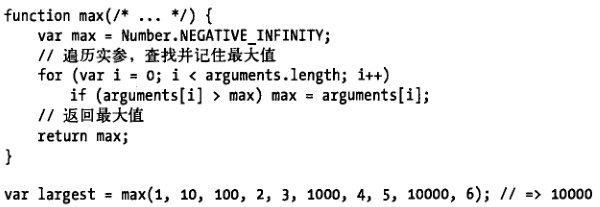 function max(/* ... */) {
    var max = Number.NEGATIVE_INFINITY;
    // 遍历实参，查找并记住最大值
    for (var i = 0; i < arguments.length; i++)
        if (arguments[i] > max) max = arguments[i];
    // 返回最大值
    return max;
}
var largest = max(1, 10, 100, 2, 3, 1000, 4, 5, 10000, 6); // => 10000